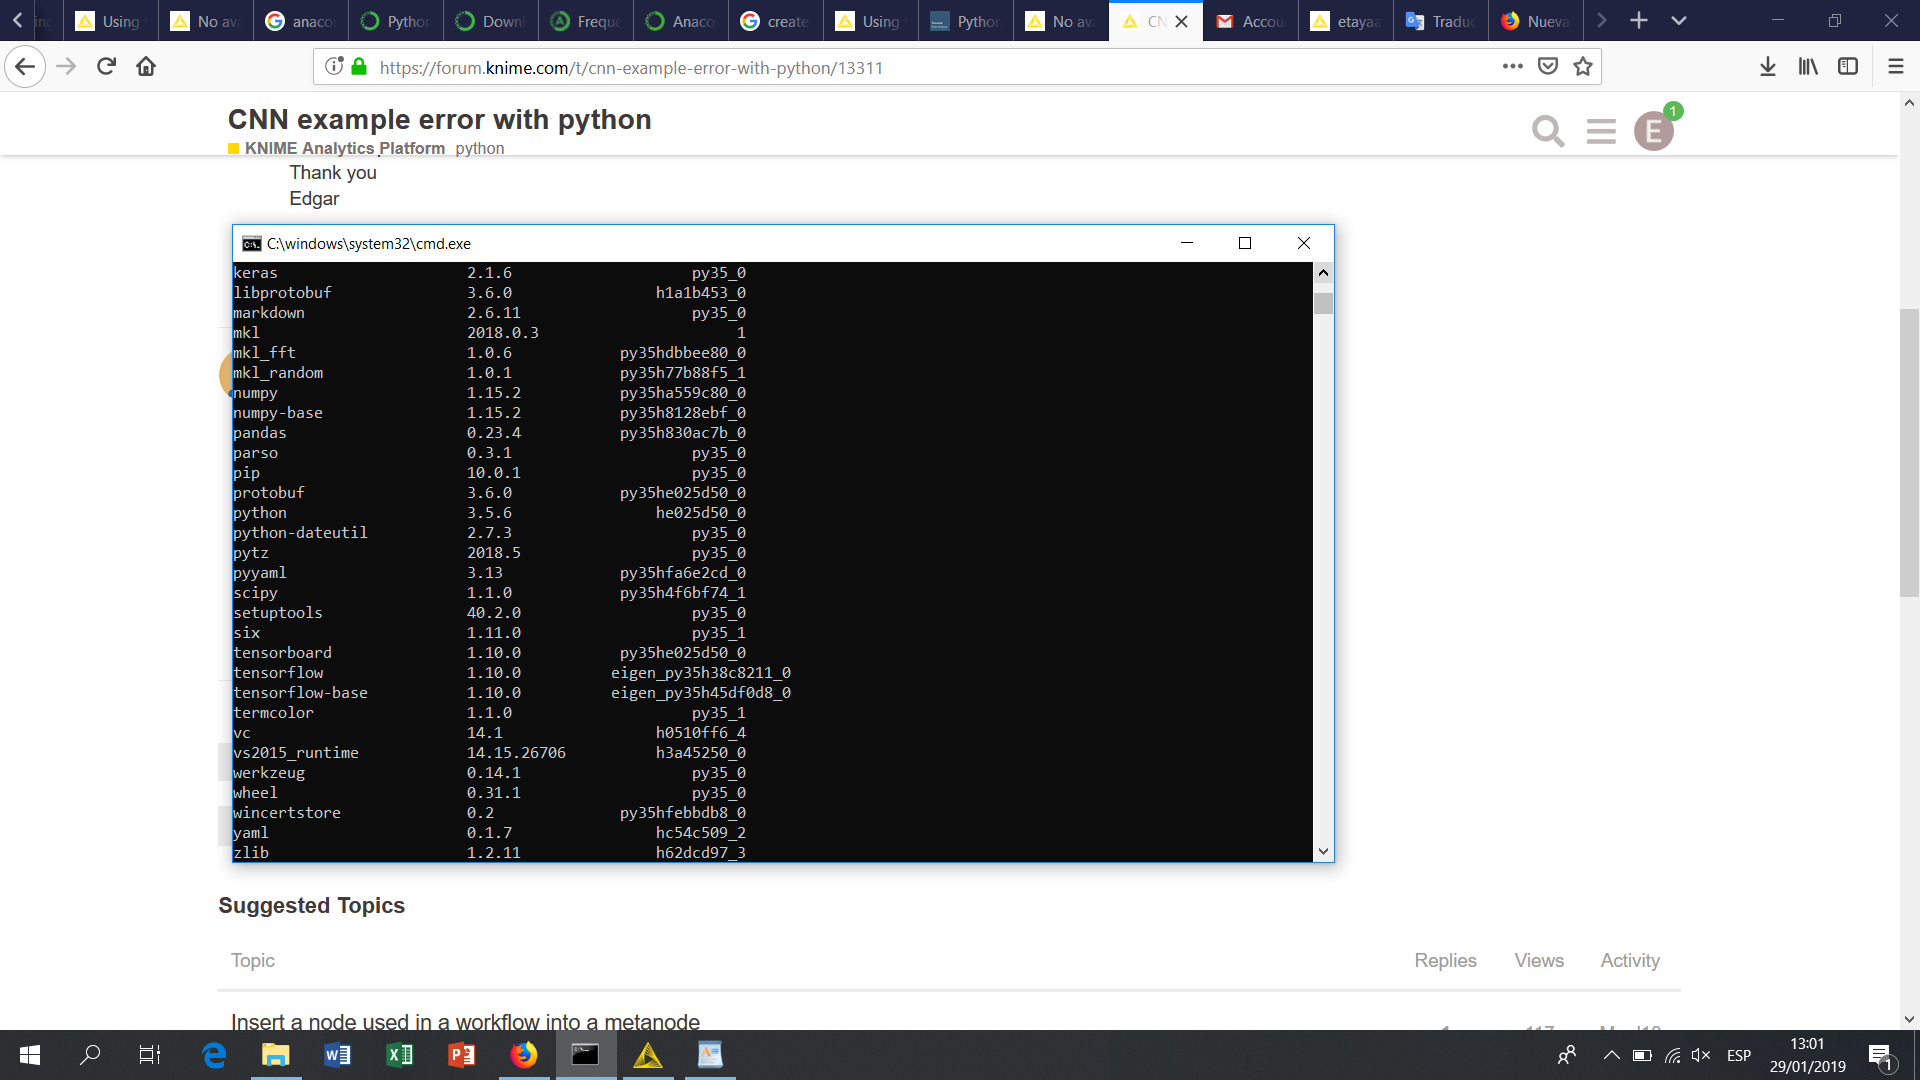 Using
No ava
anaco
Python
Downl
Freque
Anaco
create
Using
Python
No ava
CN
Accou
etayaa
Traduc
Nueva
https://forum.knime.com/t/cnn-example-error-with-python/13311
CNN example error with python
KNIME Analytics Platform python
E
1
Thank you
Edgar
C:\windows\system32\cmd.exe
keras 2.1.6 py35_0
libprotobuf 3.6.0 h1a1b453_0
markdown 2.6.11 py35_0
mkl 2018.0.3 1
mkl_fft 1.0.6 py35hdbbee80_0
mkl_random 1.0.1 py35h77b88f5_1
numpy 1.15.2 py35ha559c80_0
numpy-base 1.15.2 py35h8128ebf_0
pandas 0.23.4 py35h830ac7b_0
parso 0.3.1 py35_0
pip 10.0.1 py35_0
protobuf 3.6.0 py35he025d50_0
python 3.5.6 he025d50_0
python-dateutil 2.7.3 py35_0
pytz 2018.5 py35_0
pyyaml 3.13 py35hfa6e2cd_0
scipy 1.1.0 py35h4f6bf74_1
setuptools 40.2.0 py35_0
six 1.11.0 py35_1
tensorboard 1.10.0 py35he025d50_0
tensorflow 1.10.0 eigen_py35h38c8211_0
tensorflow-base 1.10.0 eigen_py35h45df0d8_0
termcolor 1.1.0 py35_1
vc 14.1 h0510ff6_4
vs2015_runtime 14.15.26706 h3a45250_0
werkzeug 0.14.1 py35_0
wheel 0.31.1 py35_0
wincertstore 0.2 py35hfebbdb8_0
yaml 0.1.7 hc54c509_2
zlib 1.2.11 h62dcd97_3
Suggested Topics
Topic Replies Views Activity
Insert a node used in a workflow into a metanode
ESP
13:01
29/01/2019
1